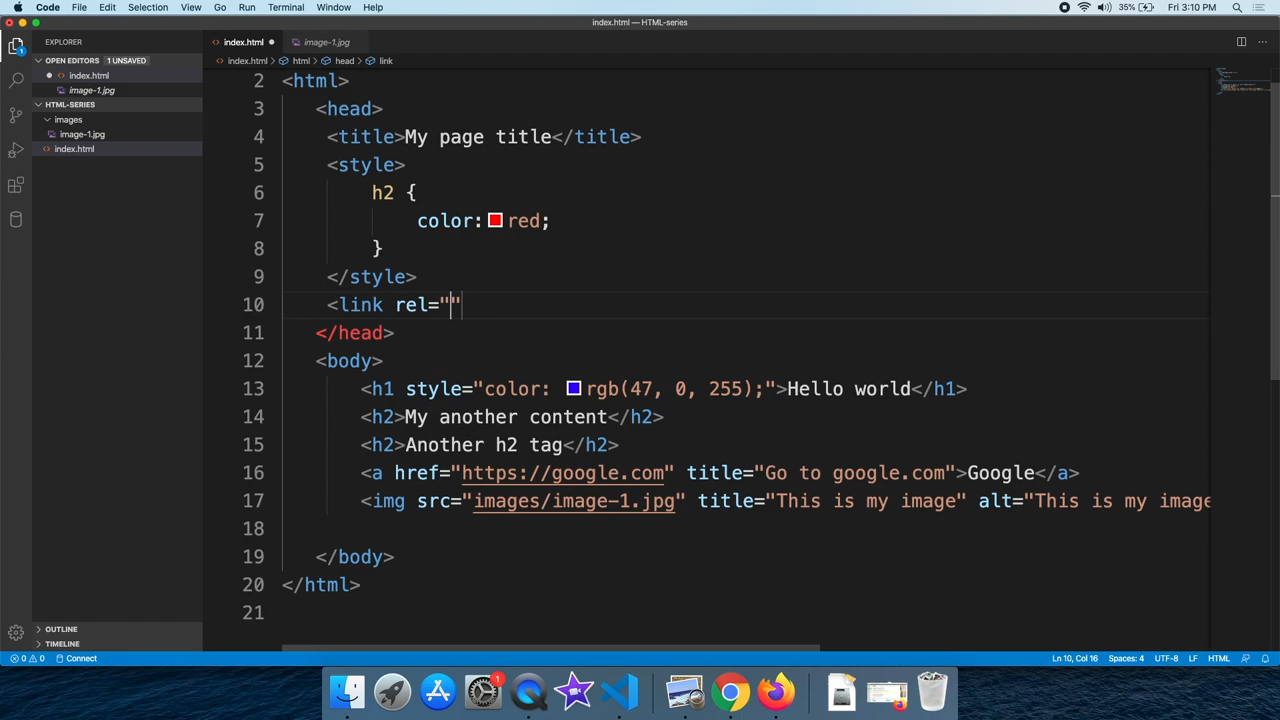 Code File Edit Selection View Go Run Terminal Window Help 35% Fri 3:10 PM
index.html — HTML-series
EXPLORER
index.html
image-1.jpg
OPEN EDITORS 1 UNSAVED
index.html > html > head > link
index.html
image-1.jpg
HTML-SERIES
images
image-1.jpg
index.html
2 <html>
3 <head>
4 <title>My page title</title>
5 <style>
6 h2 {
7 color: red;
8 }
9 </style>
10 <link rel=""
11 </head>
12 <body>
13 <h1 style="color: rgb(47, 0, 255);">Hello world</h1>
14 <h2>My another content</h2>
15 <h2>Another h2 tag</h2>
16 <a href="https://google.com" title="Go to google.com">Google</a>
17 <img src="images/image-1.jpg" title="This is my image" alt="This is my image
18
19 </body>
20 </html>
21
OUTLINE
TIMELINE
0 0 Connect Ln 10, Col 16 Spaces: 4 UTF-8 LF HTML
1
1